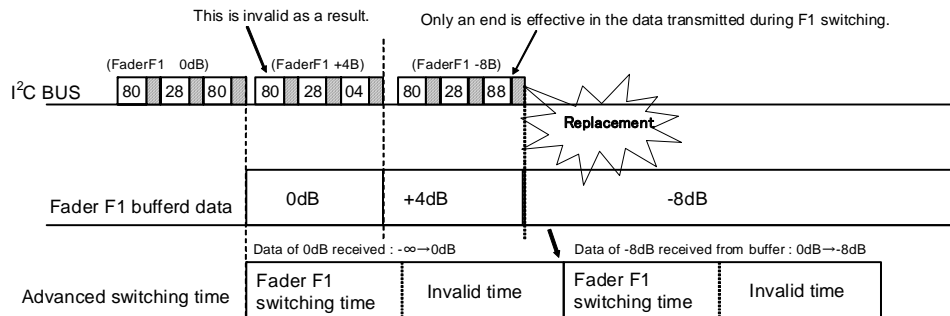 This is invalid as a result.
Only an end is effective in the data transmitted during F1 switching.
(FaderF1 0dB) (FaderF1 +4B) (FaderF1 -8B)
I²C BUS 80 28 80 80 28 04 80 28 88
Replacement
Fader F1 bufferd data 0dB +4dB -8dB
Data of 0dB received : -∞→0dB Data of -8dB received from buffer : 0dB→-8dB
Advanced switching time Fader F1 switching time Invalid time Fader F1 switching time Invalid time